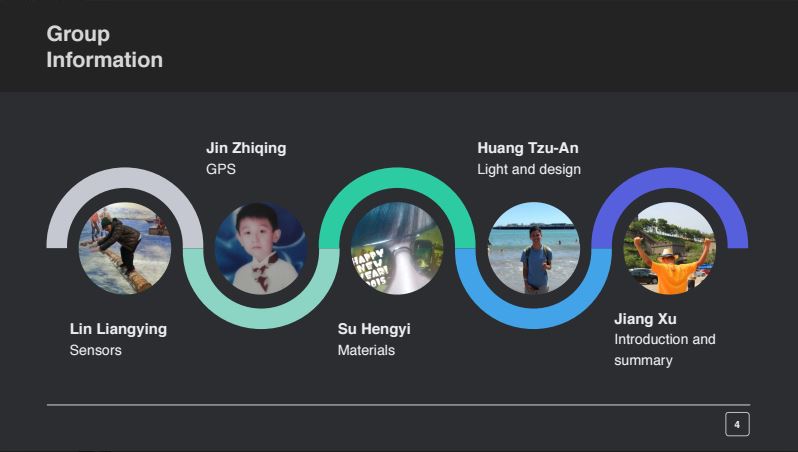 Group
Information
Jin Zhiqing
GPS
Huang Tzu-An
Light and design
HAPPY
NEW
YEAR!
2015
Lin Liangying
Sensors
Su Hengyi
Materials
Jiang Xu
Introduction and
summary
4